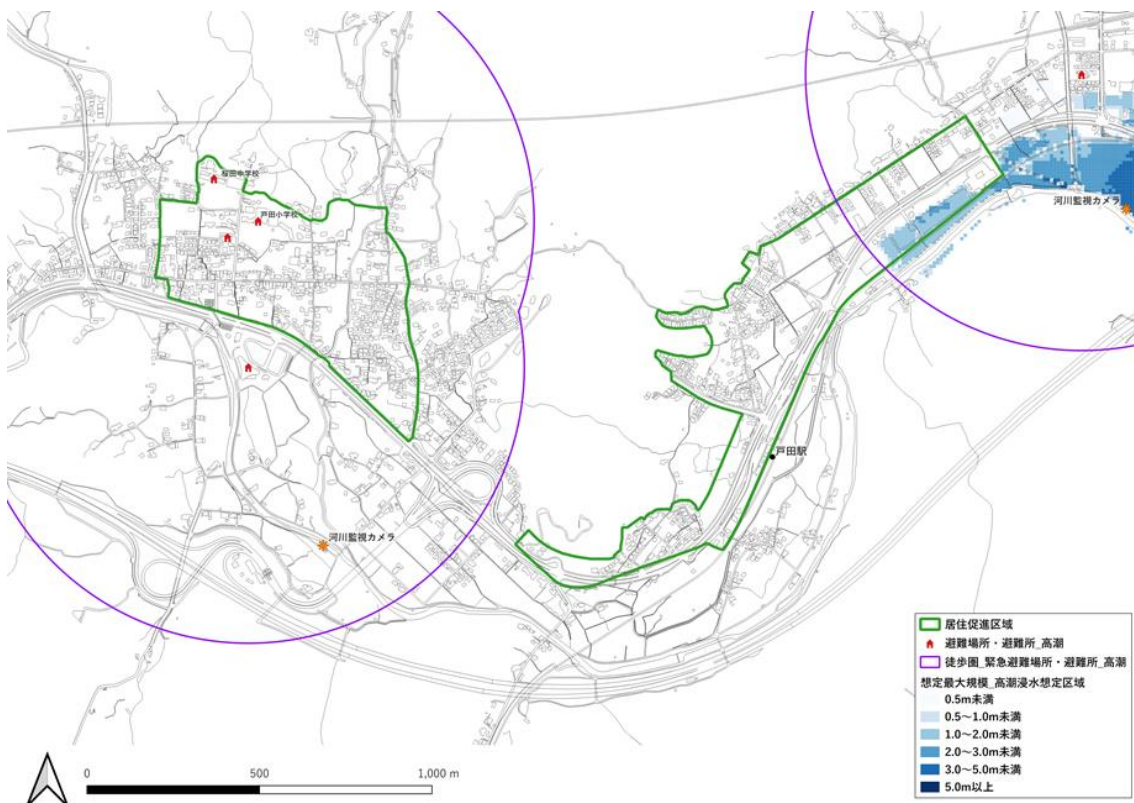 河川監視カメラ
桜田中学校
戸田小学校
戸田駅
河川監視カメラ
居住促進区域
避難場所・避難所_高潮
徒歩圏_緊急避難場所・避難所_高潮
想定最大規模_高潮浸水想定区域
0.5m未満
0.5～1.0m未満
1.0～2.0m未満
2.0～3.0m未満
3.0～5.0m未満
5.0m以上
0 500 1,000 m